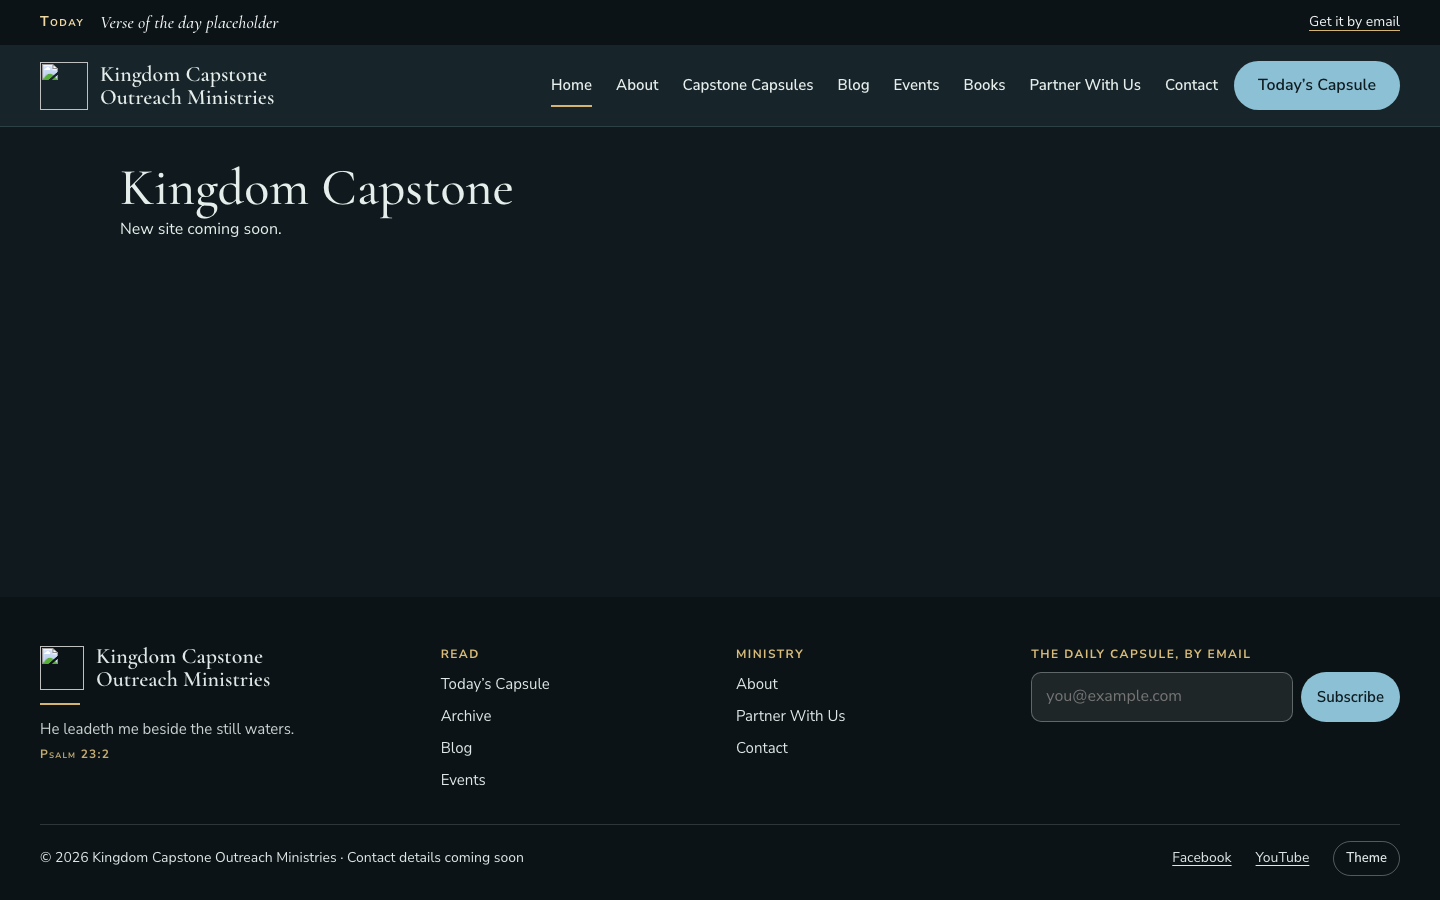 Today Verse of the day placeholder Get it by email
Kingdom Capstone
Outreach Ministries
Home About Capstone Capsules Blog Events Books Partner With Us Contact Today’s Capsule
Kingdom Capstone
New site coming soon.
Kingdom Capstone
Outreach Ministries
He leadeth me beside the still waters.
Psalm 23:2
READ
Today’s Capsule
Archive
Blog
Events
MINISTRY
About
Partner With Us
Contact
THE DAILY CAPSULE, BY EMAIL
you@example.com Subscribe
© 2026 Kingdom Capstone Outreach Ministries · Contact details coming soon Facebook YouTube Theme